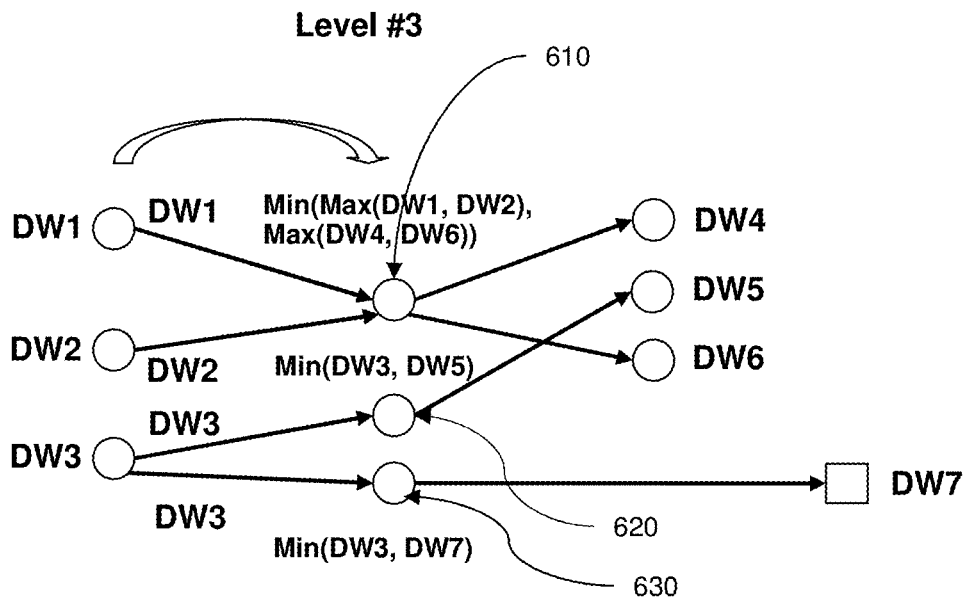 Level #3
610
DW1
DW1
Min(Max(DW1, DW2),
Max(DW4, DW6))
DW4
DW5
DW2
DW2
Min(DW3, DW5)
DW6
DW3
DW3
DW7
DW3
620
Min(DW3, DW7)
630